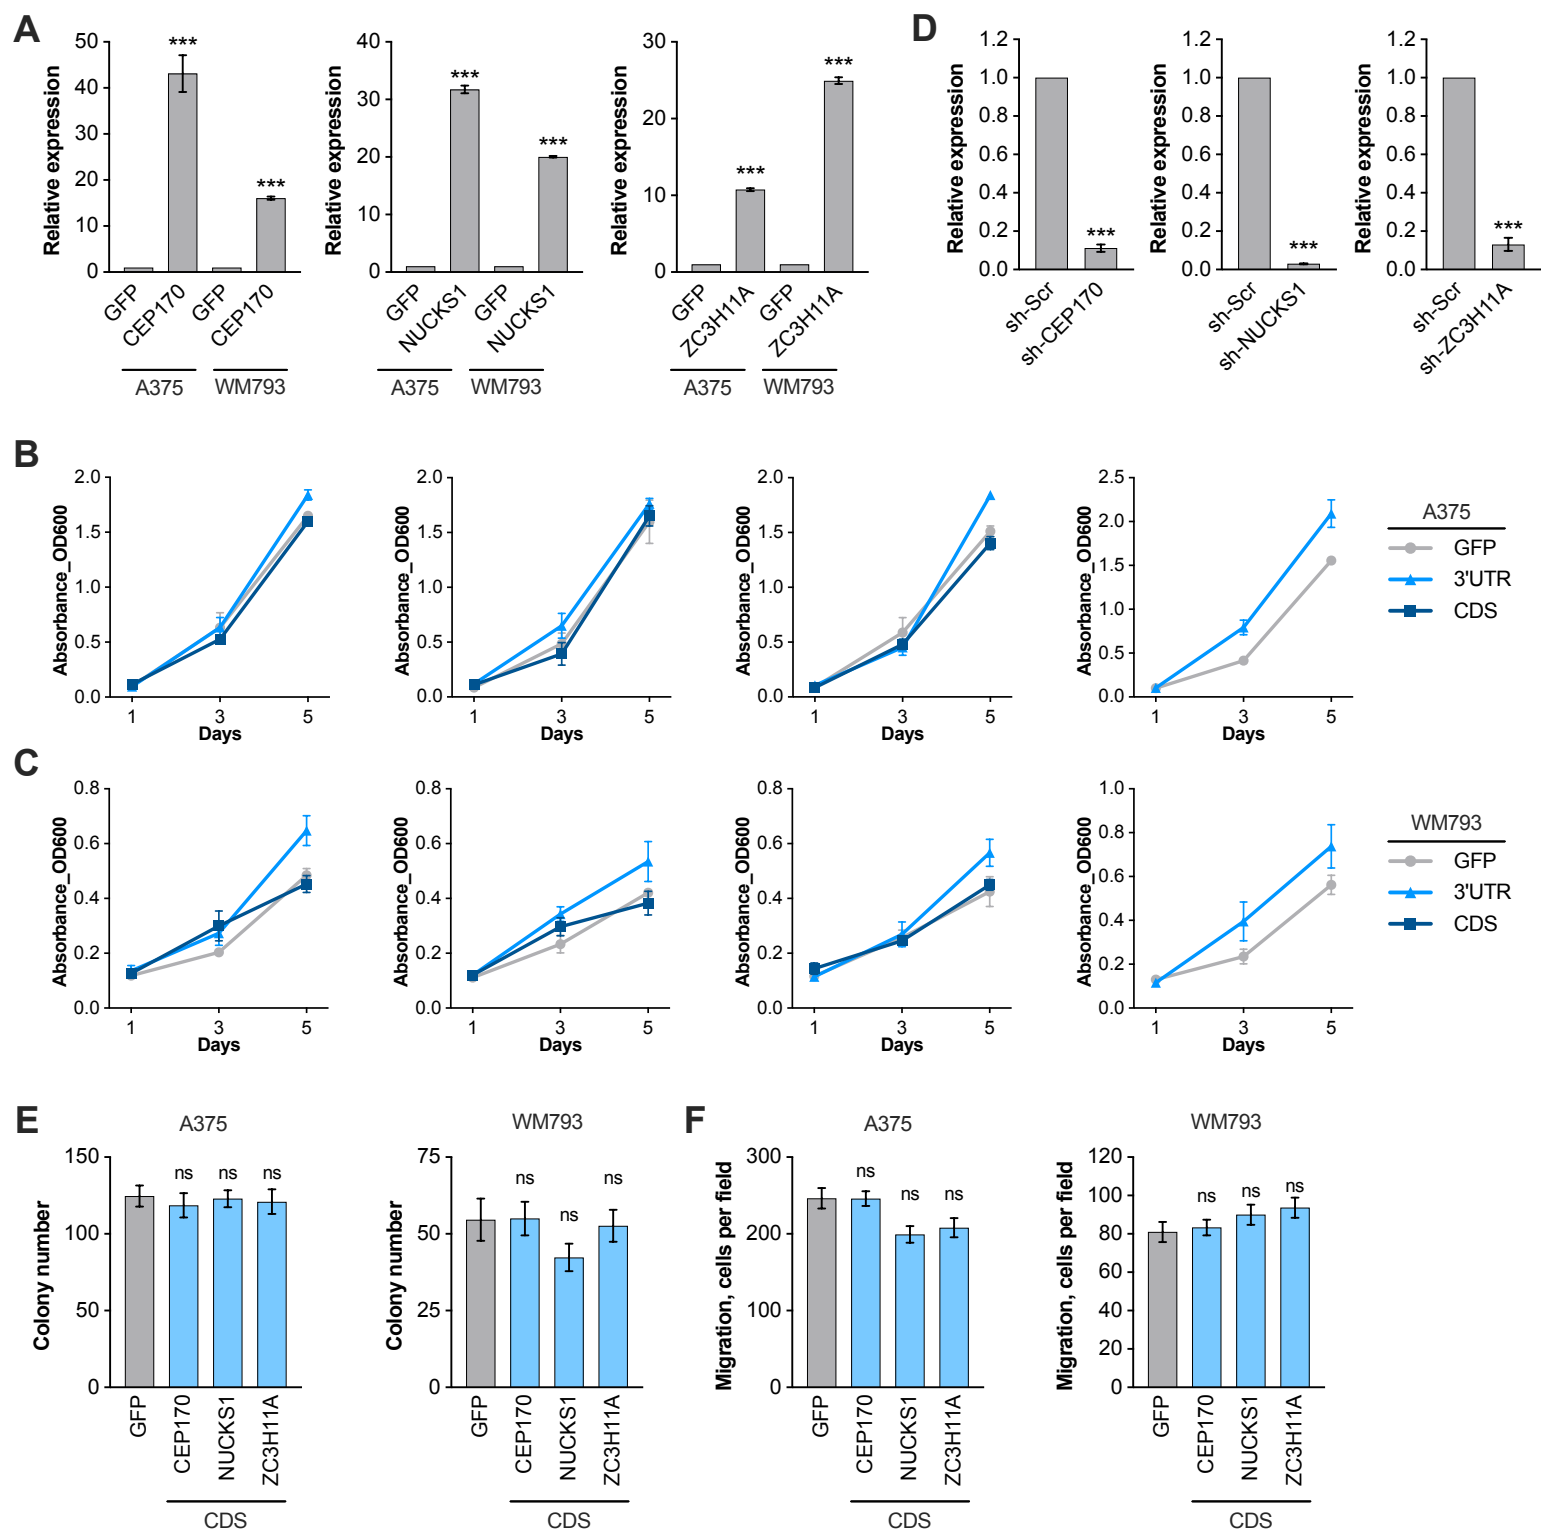 A
Relative expression
50
40
30
20
10
0
***
***
GFP
CEP170
GFP
CEP170
A375
WM793
Relative expression
40
30
20
10
0
***
***
GFP
NUCKS1
GFP
NUCKS1
A375
WM793
Relative expression
30
20
10
0
***
***
GFP
ZC3H11A
GFP
ZC3H11A
A375
WM793
D
Relative expression
1.2
1.0
0.8
0.6
0.4
0.2
0.0
***
sh-Scr
sh-CEP170
Relative expression
1.2
1.0
0.8
0.6
0.4
0.2
0.0
***
sh-Scr
sh-NUCKS1
Relative expression
1.2
1.0
0.8
0.6
0.4
0.2
0.0
***
sh-Scr
sh-ZC3H11A
B
Absorbance_OD600
2.0
1.5
1.0
0.5
0.0
1 3 5
Days
Absorbance_OD600
2.0
1.5
1.0
0.5
0.0
1 3 5
Days
Absorbance_OD600
2.0
1.5
1.0
0.5
0.0
1 3 5
Days
Absorbance_OD600
2.5
2.0
1.5
1.0
0.5
0.0
1 3 5
Days
A375
GFP
3'UTR
CDS
C
Absorbance_OD600
0.8
0.6
0.4
0.2
0.0
1 3 5
Days
Absorbance_OD600
0.8
0.6
0.4
0.2
0.0
1 3 5
Days
Absorbance_OD600
0.8
0.6
0.4
0.2
0.0
1 3 5
Days
Absorbance_OD600
1.0
0.8
0.6
0.4
0.2
0.0
1 3 5
Days
WM793
GFP
3'UTR
CDS
E
A375
Colony number
150
100
50
0
ns ns ns
GFP
CEP170
NUCKS1
ZC3H11A
CDS
WM793
Colony number
75
50
25
0
ns ns ns
GFP
CEP170
NUCKS1
ZC3H11A
CDS
F
A375
Migration, cells per field
300
200
100
0
ns ns ns
GFP
CEP170
NUCKS1
ZC3H11A
CDS
WM793
Migration, cells per field
120
100
80
60
40
20
0
ns ns ns
GFP
CEP170
NUCKS1
ZC3H11A
CDS